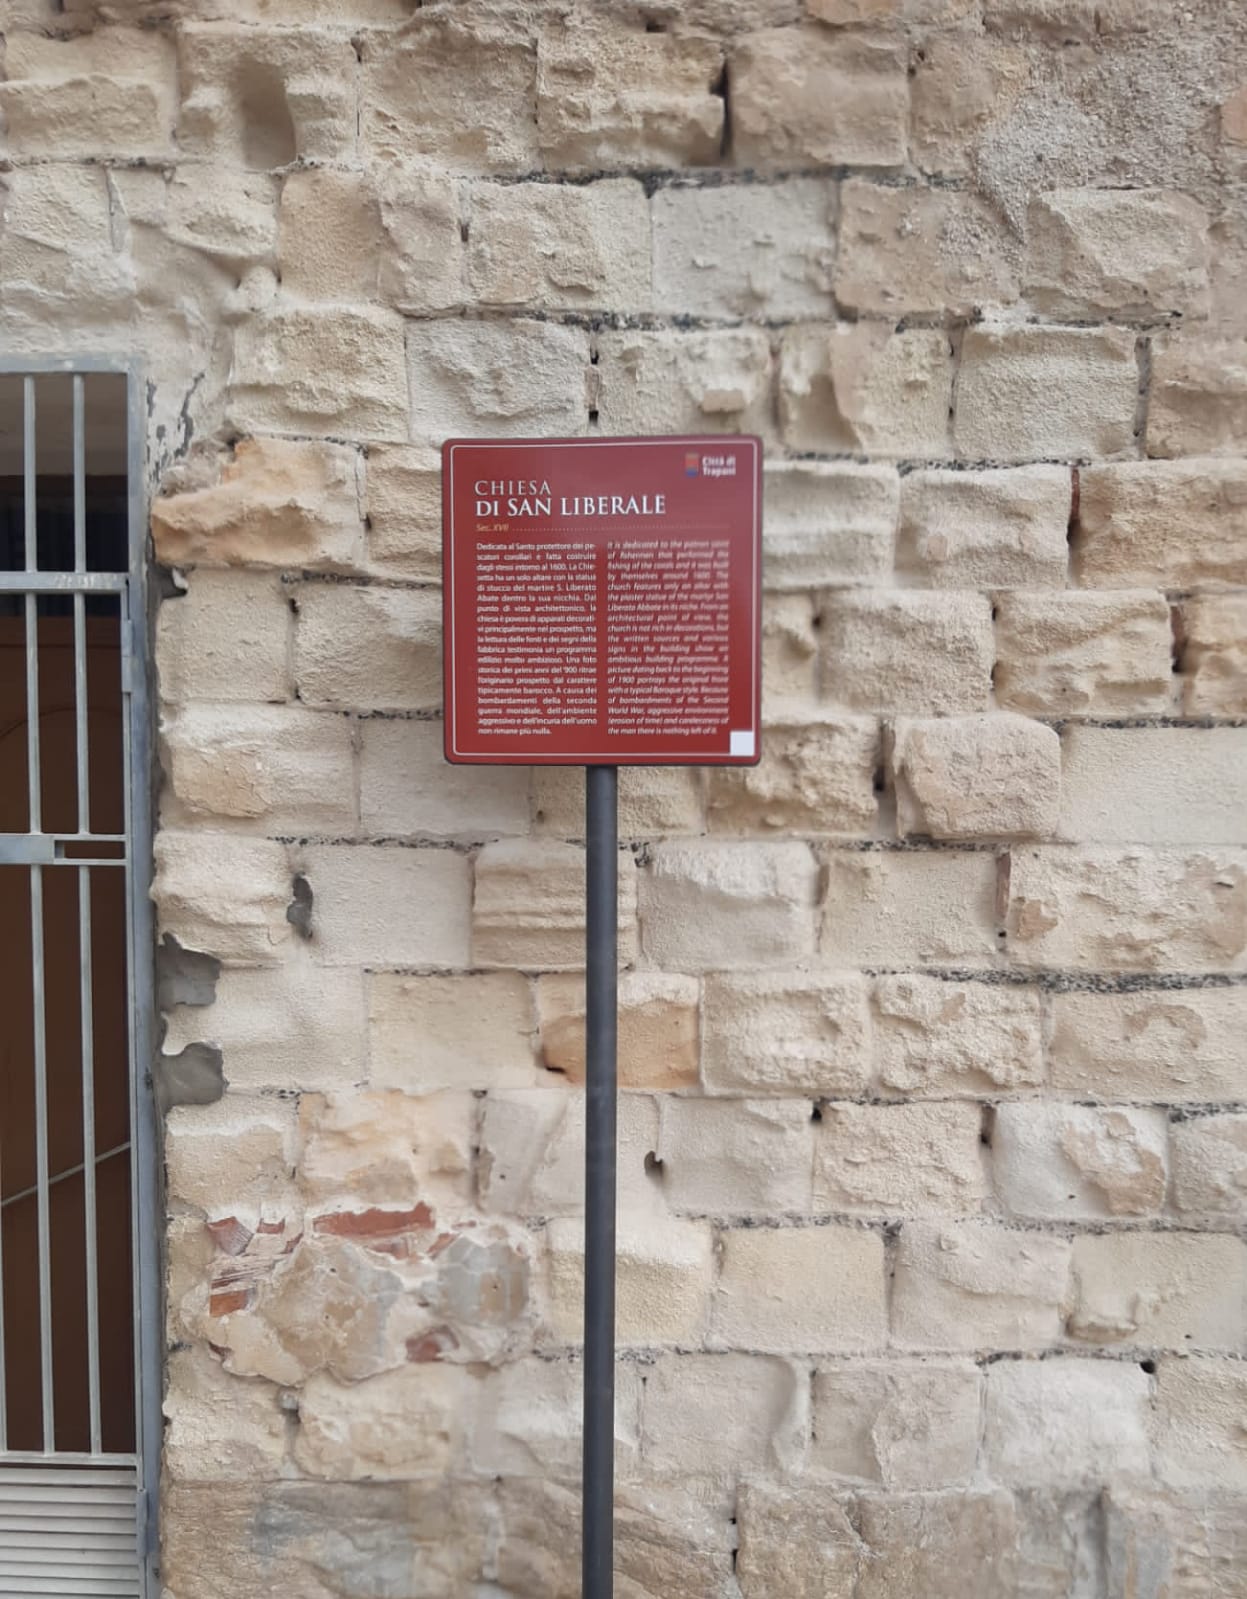 Città di
Trapani
CHIESA
DI SAN LIBERALE
Sec. XVII
Dedicata al Santo protettore dei pe-
scatori corallari e fatta costruire
dagli stessi intorno al 1600. La Chie-
setta ha un solo altare con la statua
di stucco del martire S. Liberato
Abate dentro la sua nicchia. Dal
punto di vista architettonico, la
chiesa è povera di apparati decorati-
vi principalmente nel prospetto, ma
la lettura delle fonti e dei segni della
fabbrica testimonia un programma
edilizio molto ambizioso. Una foto
storica dei primi anni del '900 ritrae
l'originario prospetto dal carattere
tipicamente barocco. A causa dei
bombardamenti della seconda
guerra mondiale, dell'ambiente
aggressivo e dell'incuria dell'uomo
non rimane più nulla.
It is dedicated to the patron saint
of fishermen that performed the
fishing of the corals and it was built
by themselves around 1600. The
church features only an altar with
the plaster statue of the martyr San
Liberato Abbate in its niche. From an
architectural point of view, the
church is not rich in decorations, but
the written sources and various
signs in the building show an
ambitious building programme. A
picture dating back to the beginning
of 1900 portrays the original front
with a typical Baroque style. Because
of bombardments of the Second
World War, aggressive environment
(erosion of time) and carelessness of
the man there is nothing left of it.